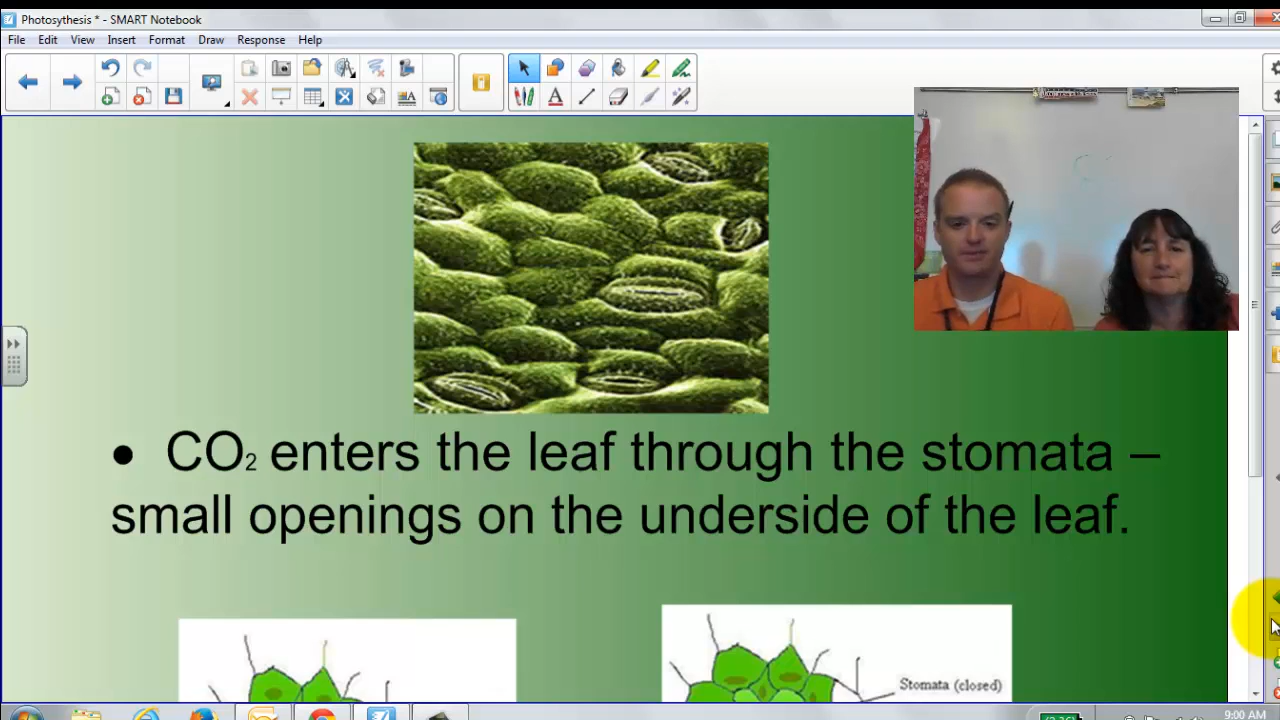 Photosythesis * - SMART Notebook
File Edit View Insert Format Draw Response Help
• CO₂ enters the leaf through the stomata –
small openings on the underside of the leaf.
Stomata (closed)
9:00 AM